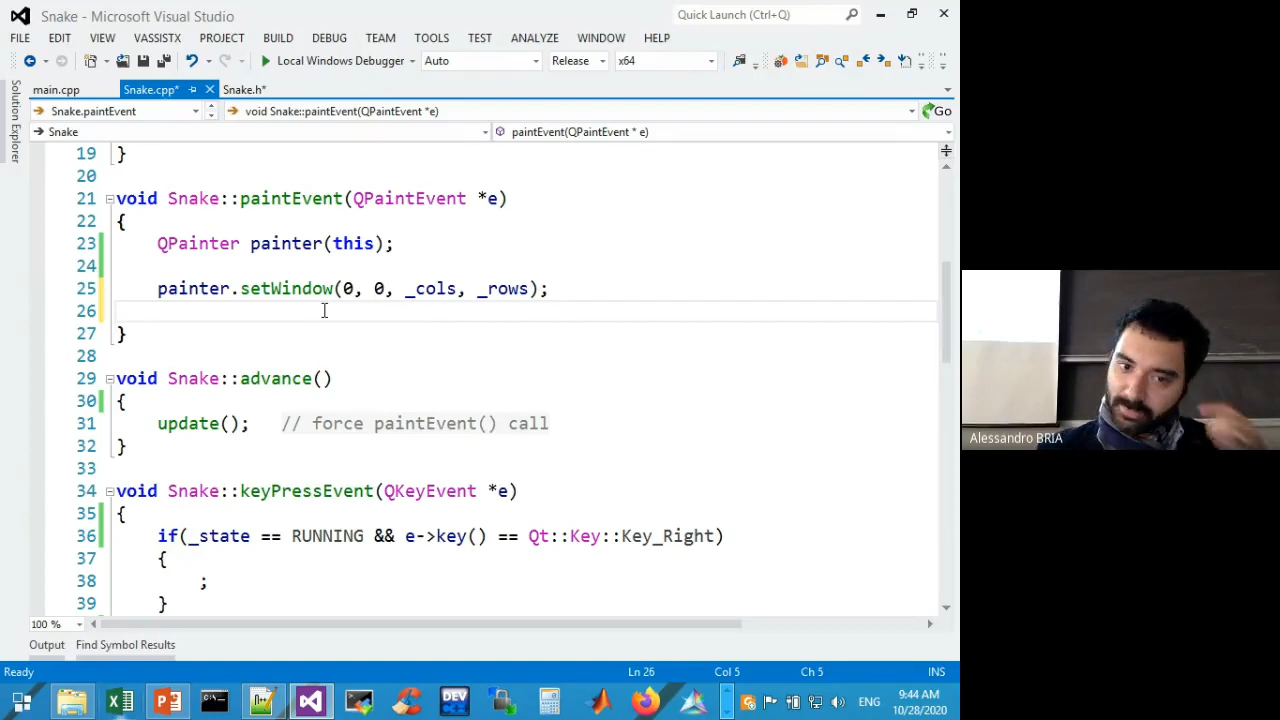 Snake - Microsoft Visual Studio
Quick Launch (Ctrl+Q)
FILE EDIT VIEW VASSISTX PROJECT BUILD DEBUG TEAM TOOLS TEST ANALYZE WINDOW HELP
Local Windows Debugger Auto Release x64
main.cpp Snake.cpp* Snake.h*
Snake.paintEvent void Snake::paintEvent(QPaintEvent *e) Go
Snake paintEvent(QPaintEvent * e)
Solution Explorer
19 }
20
21 void Snake::paintEvent(QPaintEvent *e)
22 {
23 QPainter painter(this);
24
25 painter.setWindow(0, 0, _cols, _rows);
26
27 }
28
29 void Snake::advance()
30 {
31 update(); // force paintEvent() call
32 }
33
34 void Snake::keyPressEvent(QKeyEvent *e)
35 {
36 if(_state == RUNNING && e->key() == Qt::Key::Key_Right)
37 {
38 ;
39 }
100 %
Output Find Symbol Results
Ready Ln 26 Col 5 Ch 5 INS
DEV
ENG
9:44 AM
10/28/2020
Alessandro BRIA